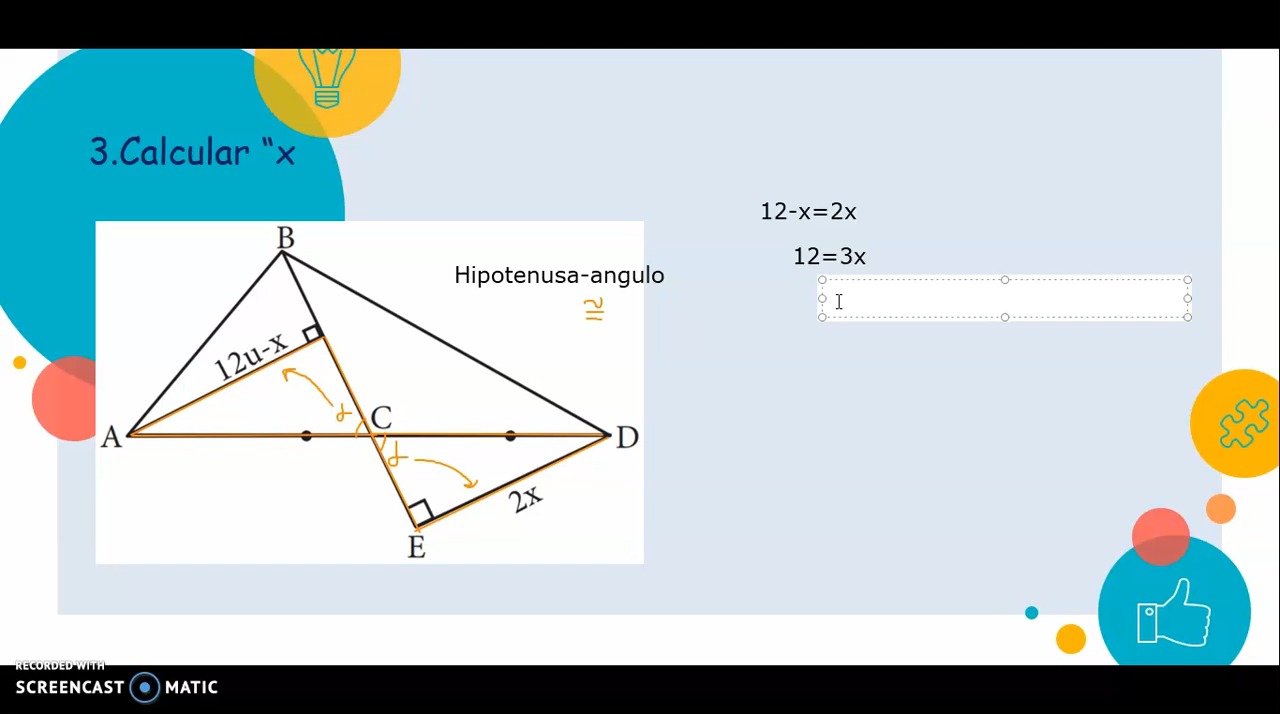 3.Calcular "x
12-x=2x
12=3x
B
Hipotenusa-angulo
≅
12u-x
α
C
A
D
α
2x
E
RECORDED WITH
SCREENCAST MATIC